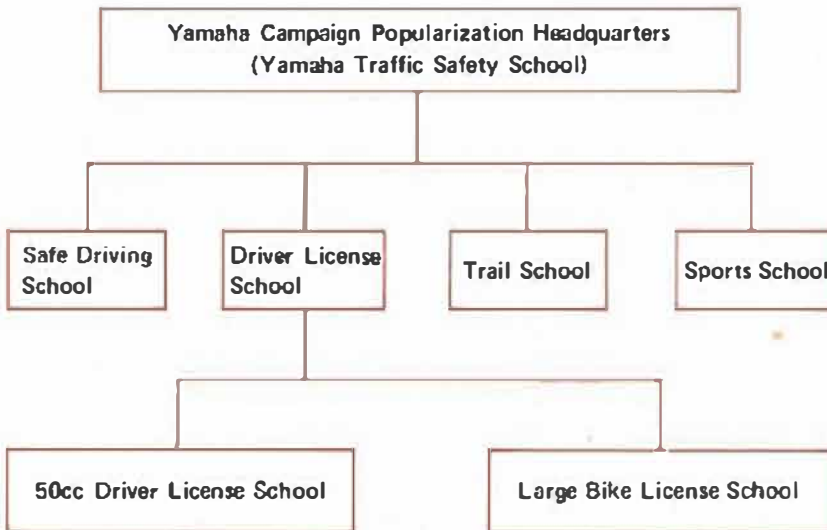 Yamaha Campaign Popularization Headquarters
(Yamaha Traffic Safety School)
Safe Driving
School
Driver License
School
Trail School
Sports School
50cc Driver License School
Large Bike License School